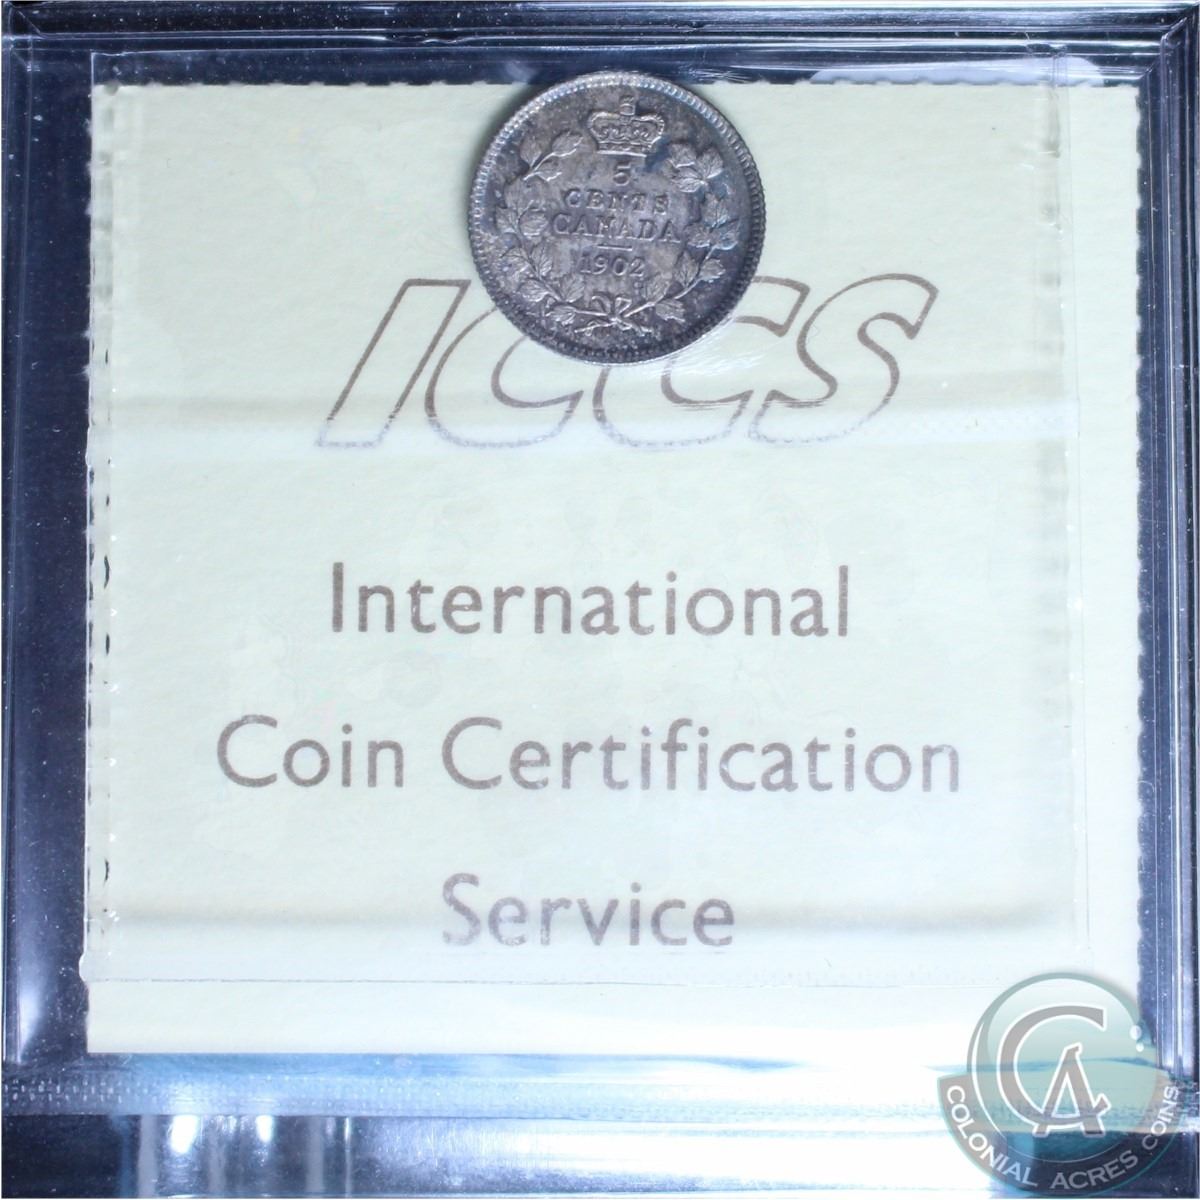 5
CENTS
CANADA
1902
ICCS
International
Coin Certification
Service
CA
COLONIAL ACRES COINS